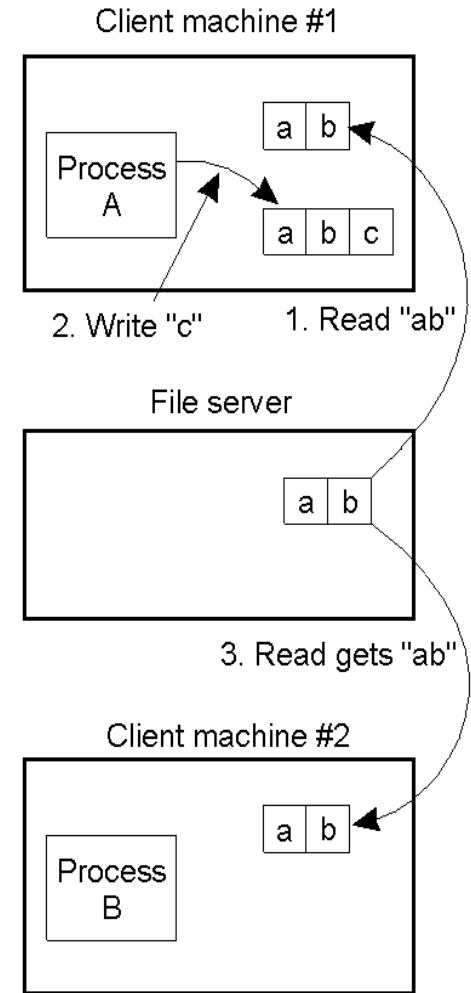 Client machine #1
a b
Process
A
a b c
2. Write "c"
1. Read "ab"
File server
a b
3. Read gets "ab"
Client machine #2
a b
Process
B